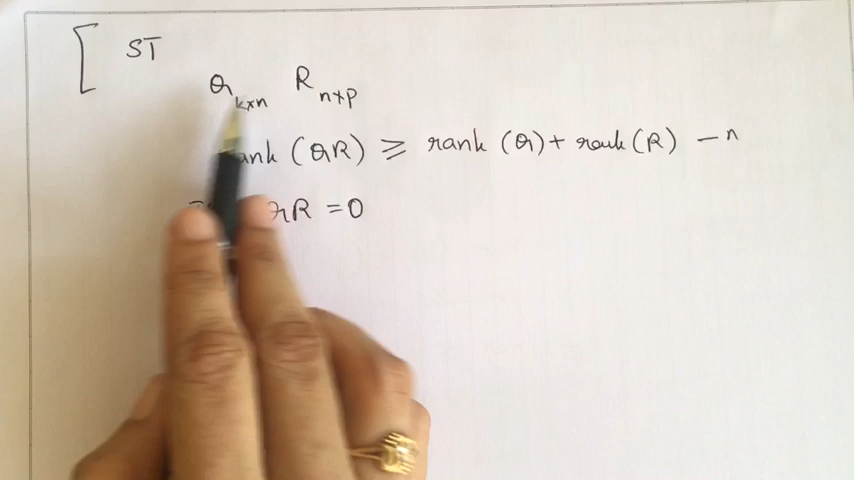 [ ST
Q k×n R n×p
rank (QR) ≥ rank (Q) + rank (R) - n
QR = 0